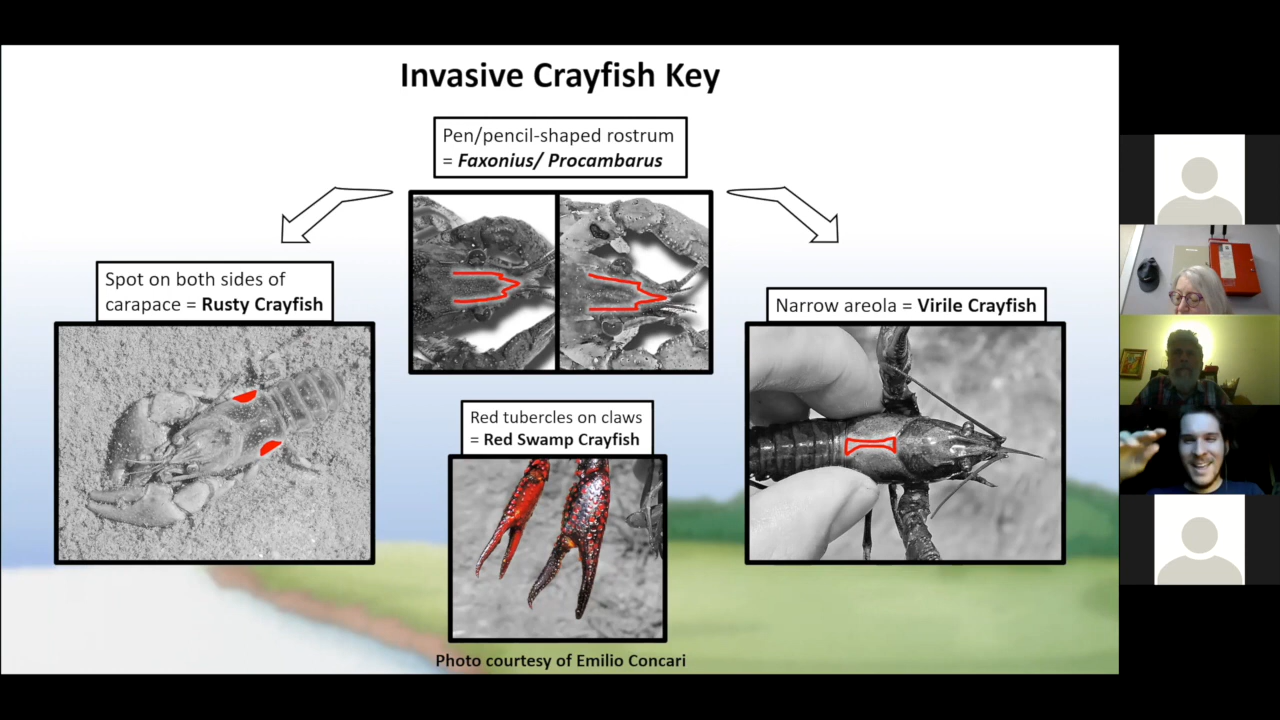 Invasive Crayfish Key
Pen/pencil-shaped rostrum
= Faxonius/ Procambarus
Spot on both sides of
carapace = Rusty Crayfish
Narrow areola = Virile Crayfish
Red tubercles on claws
= Red Swamp Crayfish
Photo courtesy of Emilio Concari